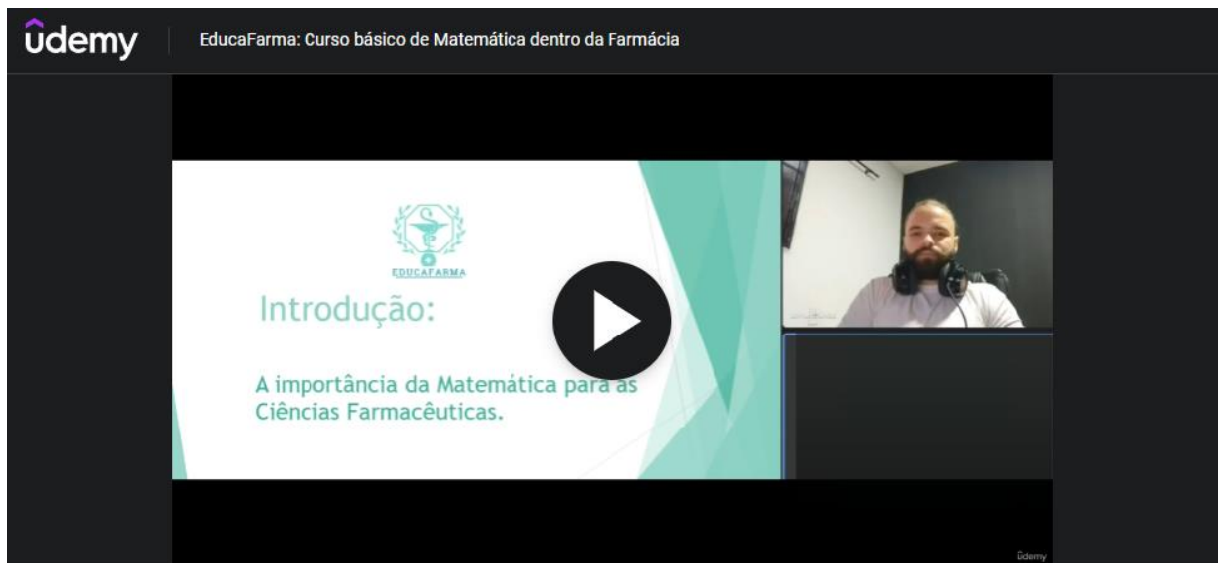 ûdemy
EducaFarma: Curso básico de Matemática dentro da Farmácia
EDUCAFARMA
Introdução:
A importância da Matemática para as
Ciências Farmacêuticas.
ûdemy